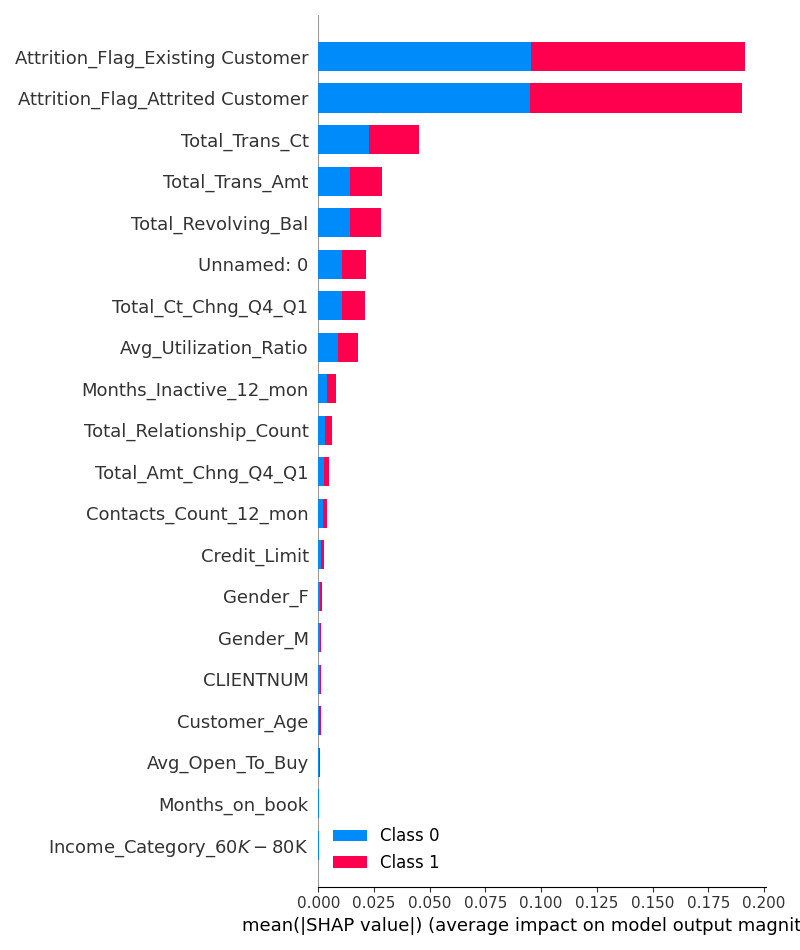 Attrition_Flag_Existing Customer
Attrition_Flag_Attrited Customer
Total_Trans_Ct
Total_Trans_Amt
Total_Revolving_Bal
Unnamed: 0
Total_Ct_Chng_Q4_Q1
Avg_Utilization_Ratio
Months_Inactive_12_mon
Total_Relationship_Count
Total_Amt_Chng_Q4_Q1
Contacts_Count_12_mon
Credit_Limit
Gender_F
Gender_M
CLIENTNUM
Customer_Age
Avg_Open_To_Buy
Months_on_book
Income_Category_60K − 80K
Class 0
Class 1
0.000 0.025 0.050 0.075 0.100 0.125 0.150 0.175 0.200
mean(|SHAP value|) (average impact on model output magnit